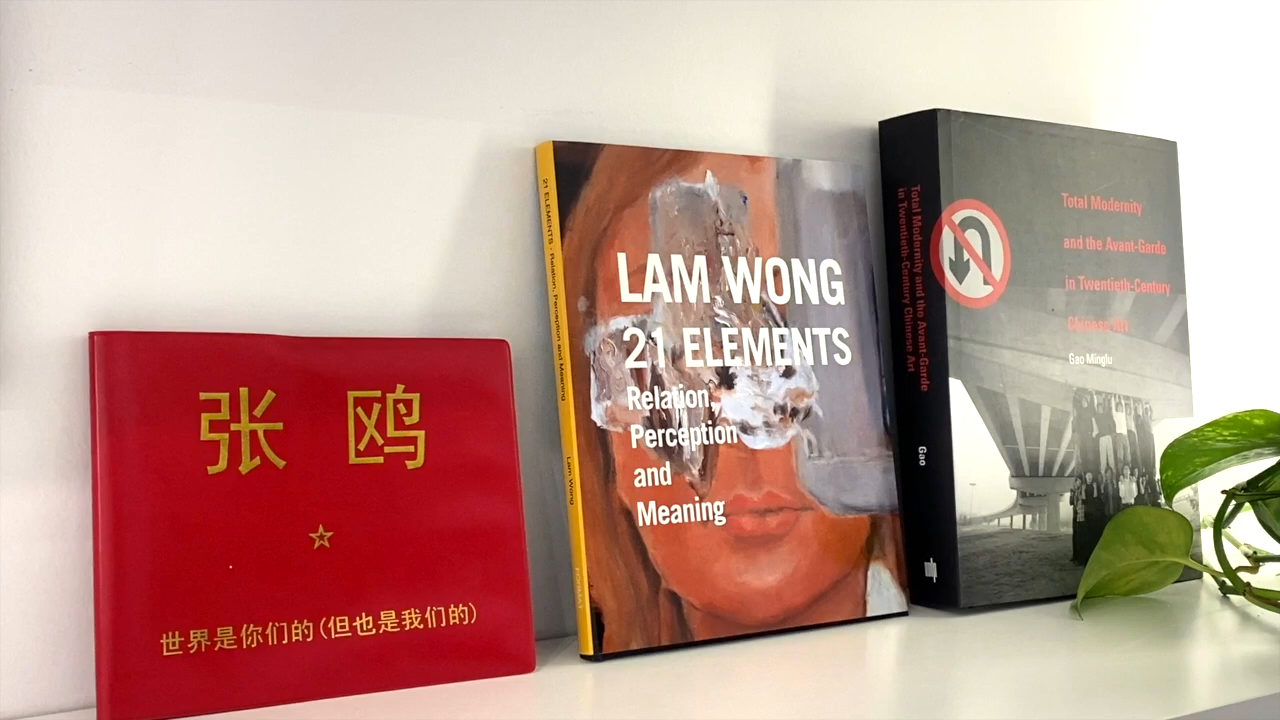 张 鸥
世界是你们的(但也是我们的)
21 ELEMENTS - Relation, Perception and Meaning
Lam Wong
LAM WONG
21 ELEMENTS
Relation,
Perception
and
Meaning
Total Modernity and the Avant-Garde
in Twentieth-Century Chinese Art
Gao
Total Modernity
and the Avant-Garde
in Twentieth-Century
Chinese Art
Gao Minglu